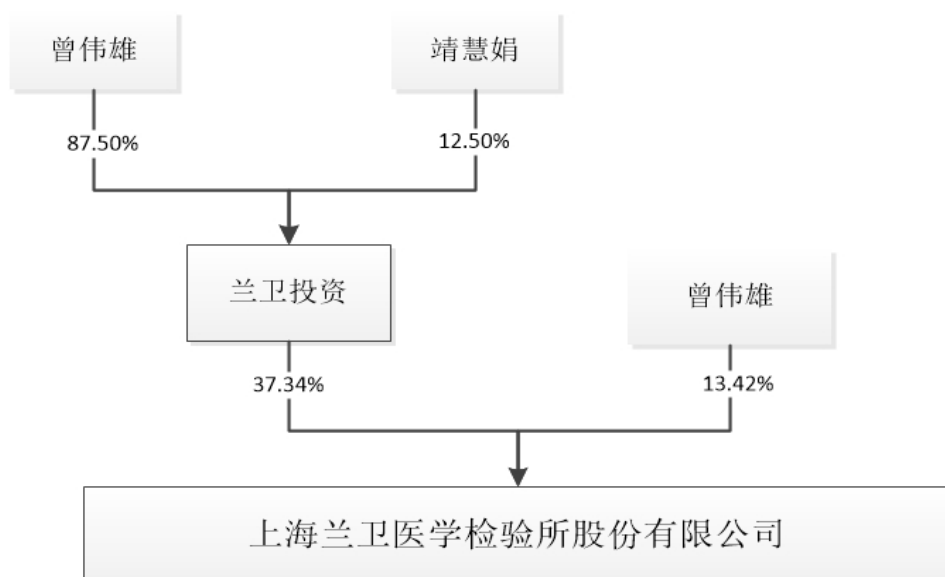 曾伟雄
靖慧娟
87.50%
12.50%
兰卫投资
曾伟雄
37.34%
13.42%
上海兰卫医学检验所股份有限公司